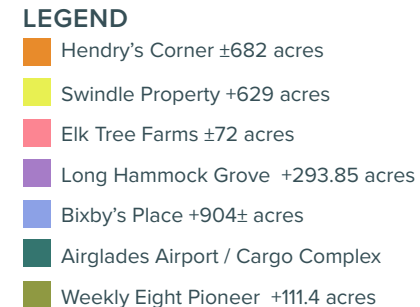 LEGEND
Hendry’s Corner ±682 acres
Swindle Property +629 acres
Elk Tree Farms ±72 acres
Long Hammock Grove +293.85 acres
Bixby’s Place +904± acres
Airglades Airport / Cargo Complex
Weekly Eight Pioneer +111.4 acres